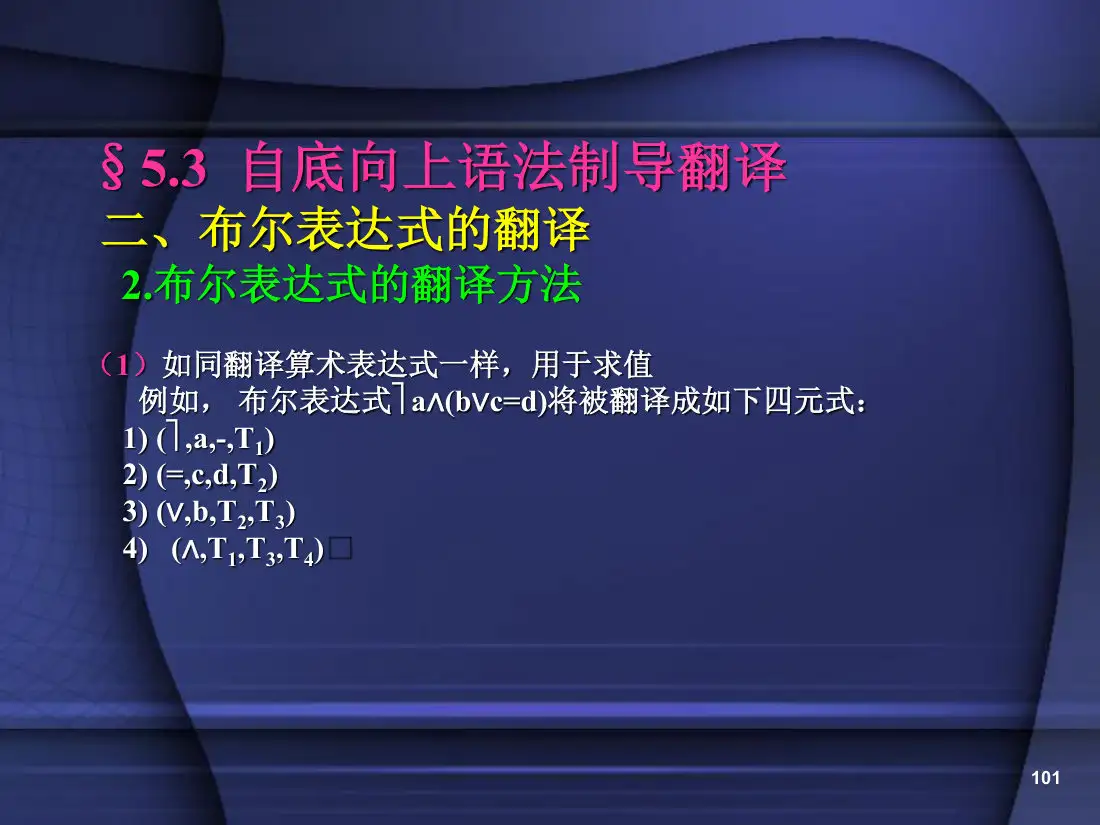 §5.3 自底向上语法制导翻译
二、布尔表达式的翻译
2.布尔表达式的翻译方法
（1）如同翻译算术表达式一样，用于求值
例如， 布尔表达式⎤a∧(b∨c=d)将被翻译成如下四元式：
1) (⎤,a,-,T₁)
2) (=,c,d,T₂)
3) (∨,b,T₂,T₃)
4) (∧,T₁,T₃,T₄)□
101